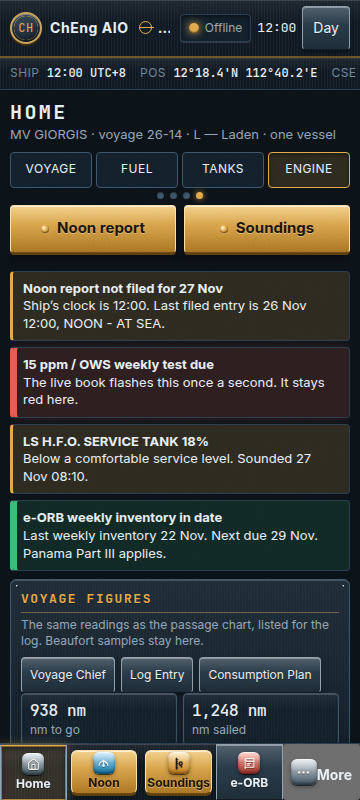 CH ChEng AIO ... Offline 12:00 Day
SHIP 12:00 UTC+8 POS 12°18.4'N 112°40.2'E CSE
HOME
MV GIORGIS · voyage 26-14 · L — Laden · one vessel
VOYAGE FUEL TANKS ENGINE
Noon report Soundings
Noon report not filed for 27 Nov
Ship's clock is 12:00. Last filed entry is 26 Nov
12:00, NOON - AT SEA.
15 ppm / OWS weekly test due
The live book flashes this once a second. It stays
red here.
LS H.F.O. SERVICE TANK 18%
Below a comfortable service level. Sounded 27
Nov 08:10.
e-ORB weekly inventory in date
Last weekly inventory 22 Nov. Next due 29 Nov.
Panama Part III applies.
VOYAGE FIGURES
The same readings as the passage chart, listed for the
log. Beaufort samples stay here.
Voyage Chief Log Entry Consumption Plan
938 nm 1,248 nm
nm to go nm sailed
Home Noon Soundings e-ORB ... More